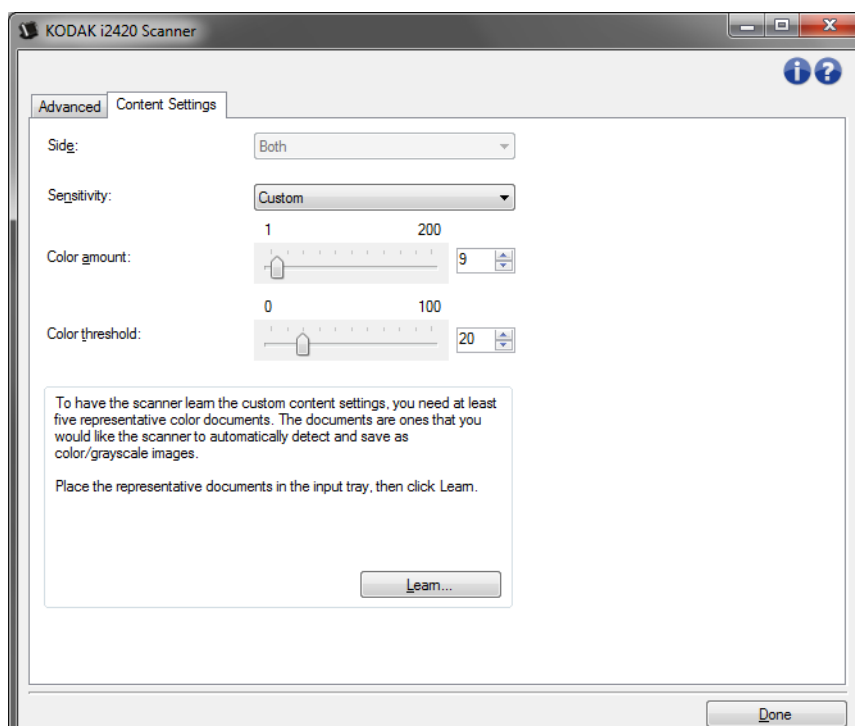 KODAK i2420 Scanner
Advanced
Content Settings
Side:
Both
Sensitivity:
Custom
1 200
Color amount:
9
0 100
Color threshold:
20
To have the scanner learn the custom content settings, you need at least
five representative color documents. The documents are ones that you
would like the scanner to automatically detect and save as
color/grayscale images.
Place the representative documents in the input tray, then click Learn.
Learn...
Done